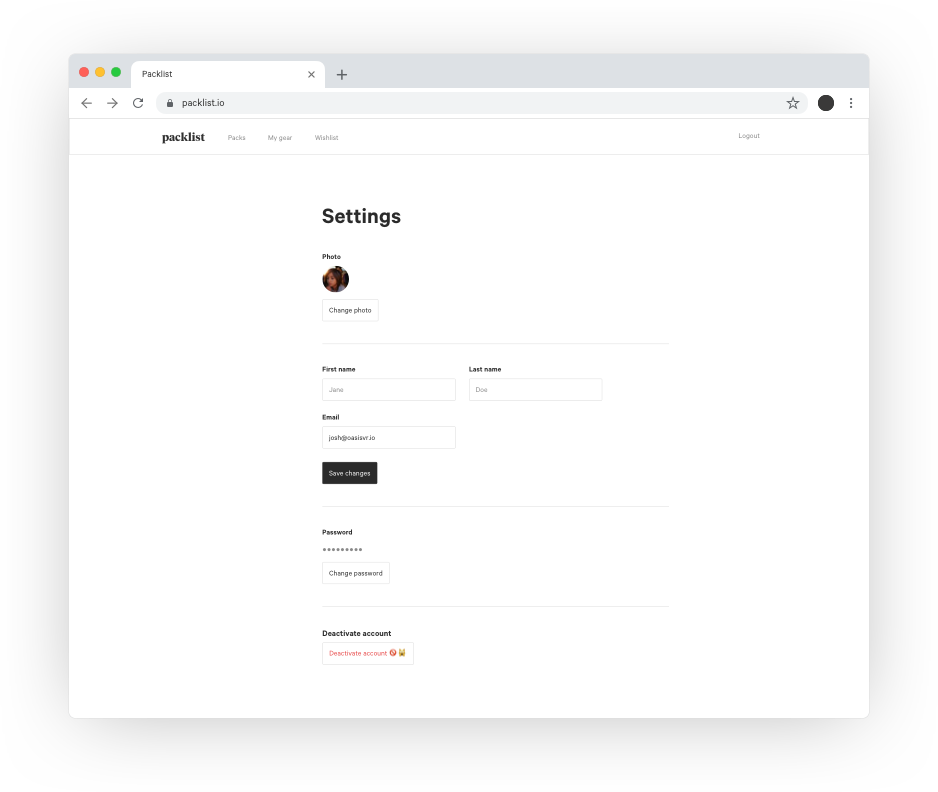 Packlist
packlist.io
packlist Packs My gear Wishlist Logout
Settings
Photo
Change photo
First name Last name
Jane Doe
Email
josh@oasisvr.io
Save changes
Password
•••••••••
Change password
Deactivate account
Deactivate account 🚫🐰